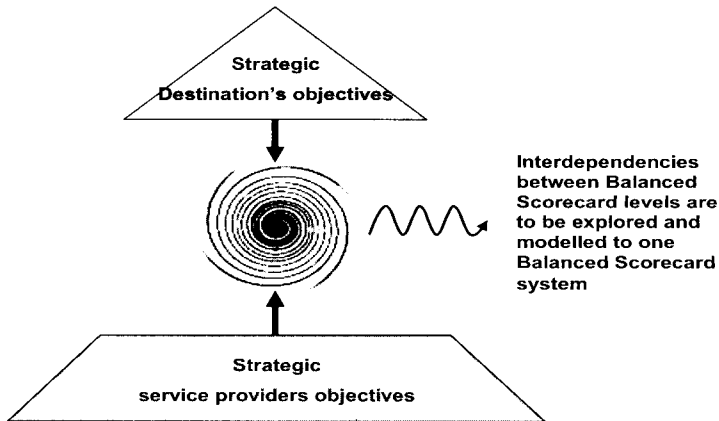 Strategic
Destination's objectives
Interdependencies
between Balanced
Scorecard levels are
to be explored and
modelled to one
Balanced Scorecard
system
Strategic
service providers objectives